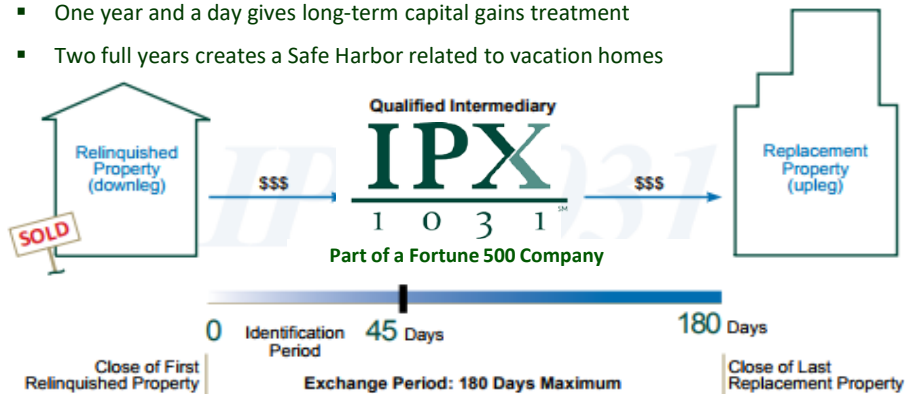 ▪ One year and a day gives long-term capital gains treatment
▪ Two full years creates a Safe Harbor related to vacation homes
Qualified Intermediary
IPX
1 0 3 1 SM
Part of a Fortune 500 Company
Relinquished
Property
(downleg)
SOLD
$$$
$$$
Replacement
Property
(upleg)
IPX 1031
0
Identification
Period
45 Days
180 Days
Close of First
Relinquished Property
Exchange Period: 180 Days Maximum
Close of Last
Replacement Property